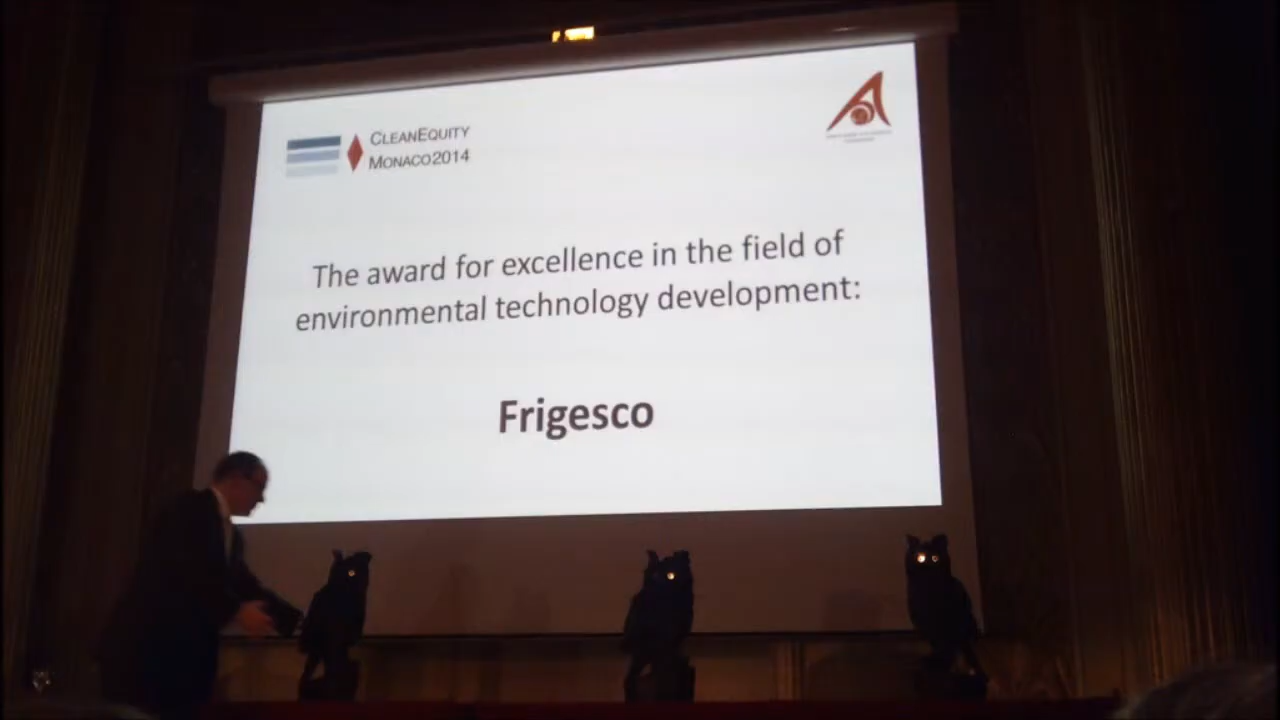 CLEANEQUITY
MONACO2014
The award for excellence in the field of
environmental technology development:
Frigesco